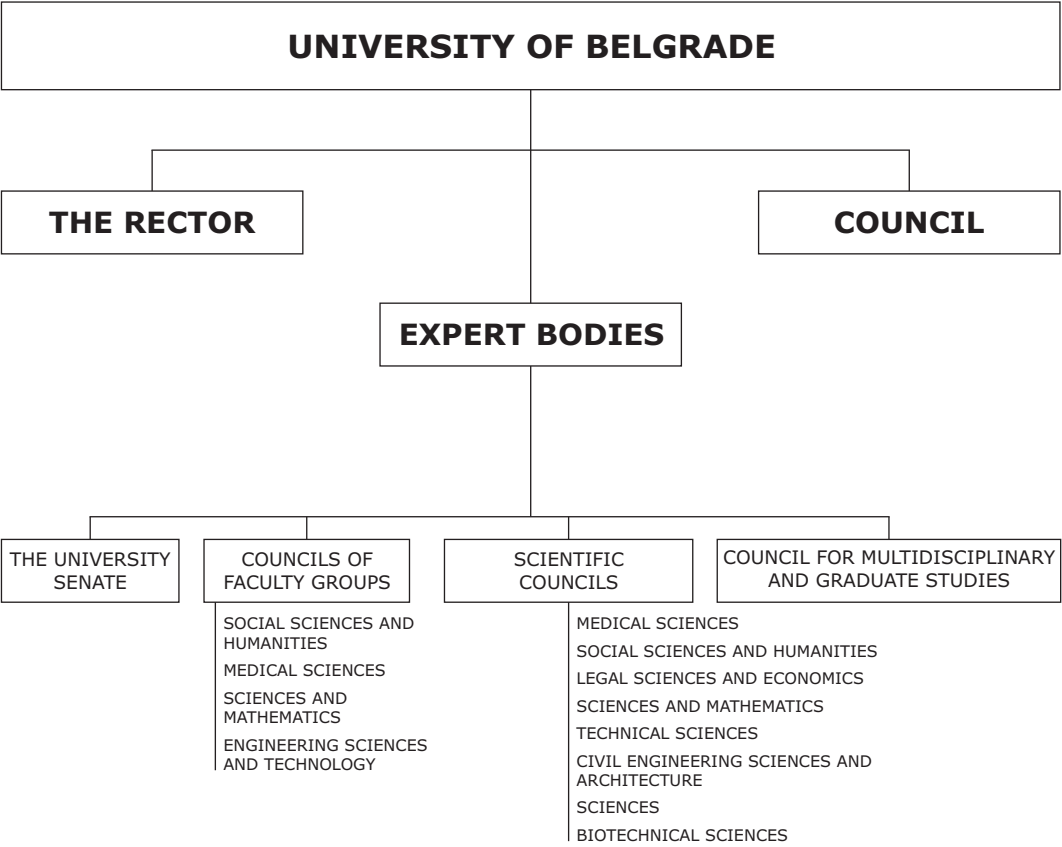 UNIVERSITY OF BELGRADE
THE RECTOR
COUNCIL
EXPERT BODIES
THE UNIVERSITY
SENATE
COUNCILS OF
FACULTY GROUPS
SCIENTIFIC
COUNCILS
COUNCIL FOR MULTIDISCIPLINARY
AND GRADUATE STUDIES
SOCIAL SCIENCES AND
HUMANITIES
MEDICAL SCIENCES
SCIENCES AND
MATHEMATICS
ENGINEERING SCIENCES
AND TECHNOLOGY
MEDICAL SCIENCES
SOCIAL SCIENCES AND HUMANITIES
LEGAL SCIENCES AND ECONOMICS
SCIENCES AND MATHEMATICS
TECHNICAL SCIENCES
CIVIL ENGINEERING SCIENCES AND
ARCHITECTURE
SCIENCES
BIOTECHNICAL SCIENCES